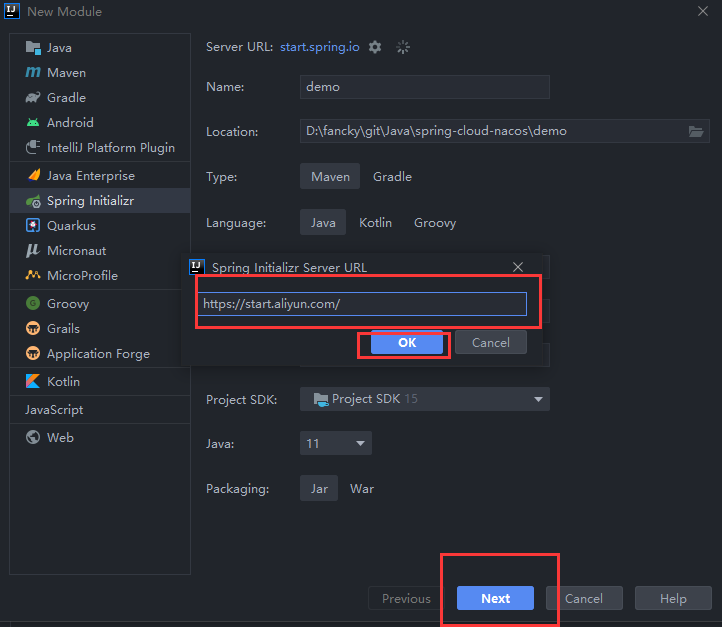 New Module
Java
Maven
Gradle
Android
IntelliJ Platform Plugin
Java Enterprise
Spring Initializr
Quarkus
Micronaut
MicroProfile
Groovy
Grails
Application Forge
Kotlin
JavaScript
Web
Server URL: start.spring.io
Name: demo
Location: D:\fancky\git\Java\spring-cloud-nacos\demo
Type: Maven Gradle
Language: Java Kotlin Groovy
Spring Initializr Server URL
https://start.aliyun.com/
OK Cancel
Project SDK: Project SDK 15
Java: 11
Packaging: Jar War
Previous Next Cancel Help